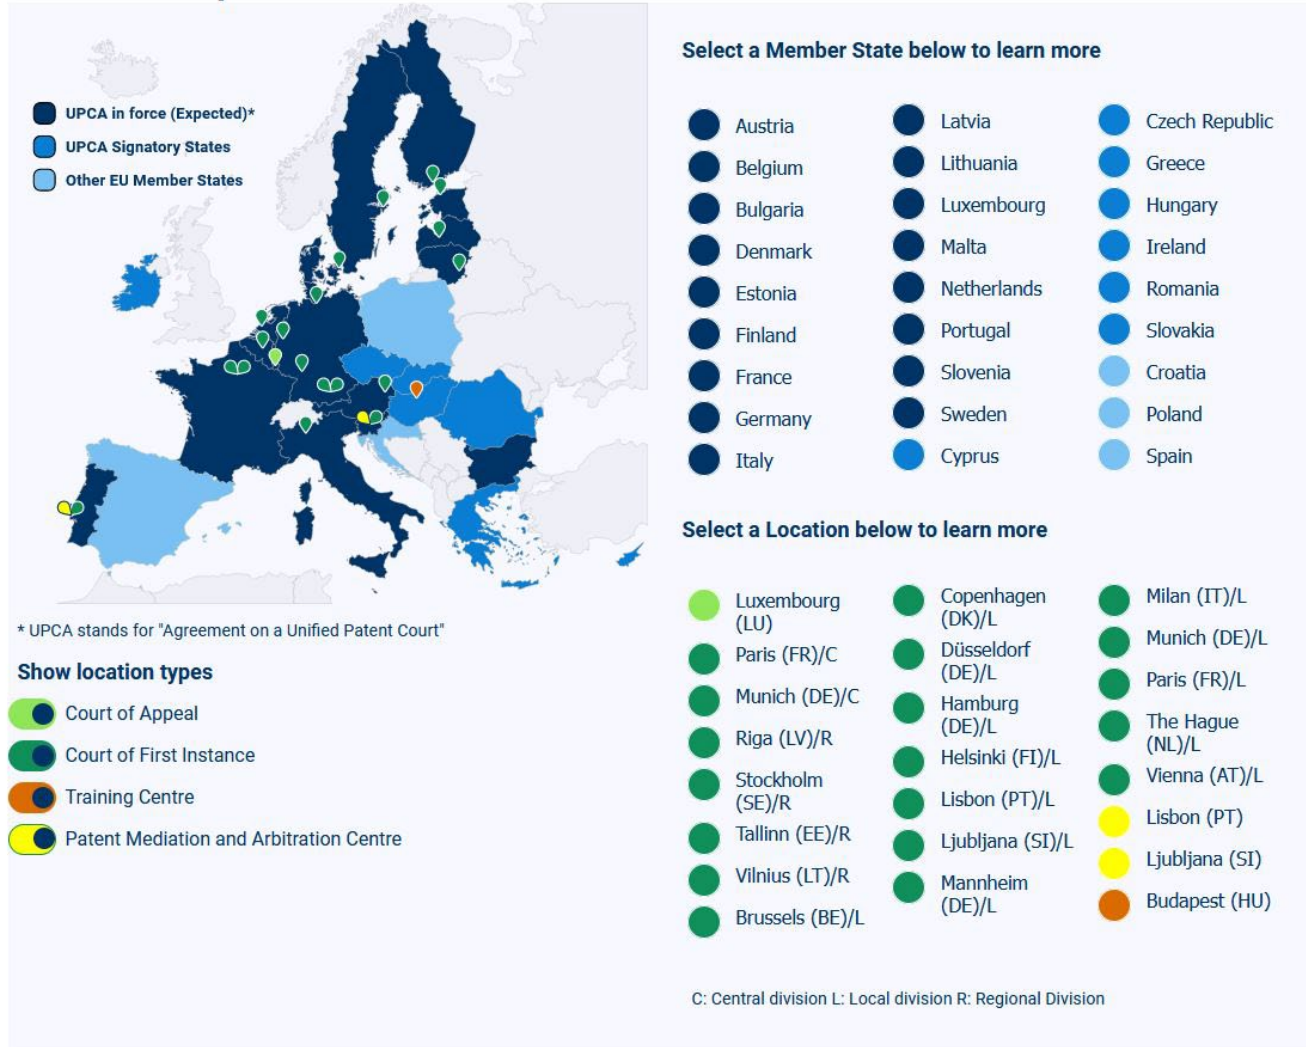 UPCA in force (Expected)*
UPCA Signatory States
Other EU Member States
* UPCA stands for "Agreement on a Unified Patent Court"
Show location types
Court of Appeal
Court of First Instance
Training Centre
Patent Mediation and Arbitration Centre
Select a Member State below to learn more
Austria
Belgium
Bulgaria
Denmark
Estonia
Finland
France
Germany
Italy
Latvia
Lithuania
Luxembourg
Malta
Netherlands
Portugal
Slovenia
Sweden
Cyprus
Czech Republic
Greece
Hungary
Ireland
Romania
Slovakia
Croatia
Poland
Spain
Select a Location below to learn more
Luxembourg
(LU)
Paris (FR)/C
Munich (DE)/C
Riga (LV)/R
Stockholm
(SE)/R
Tallinn (EE)/R
Vilnius (LT)/R
Brussels (BE)/L
Copenhagen
(DK)/L
Düsseldorf
(DE)/L
Hamburg
(DE)/L
Helsinki (FI)/L
Lisbon (PT)/L
Ljubljana (SI)/L
Mannheim
(DE)/L
Milan (IT)/L
Munich (DE)/L
Paris (FR)/L
The Hague
(NL)/L
Vienna (AT)/L
Lisbon (PT)
Ljubljana (SI)
Budapest (HU)
C: Central division L: Local division R: Regional Division